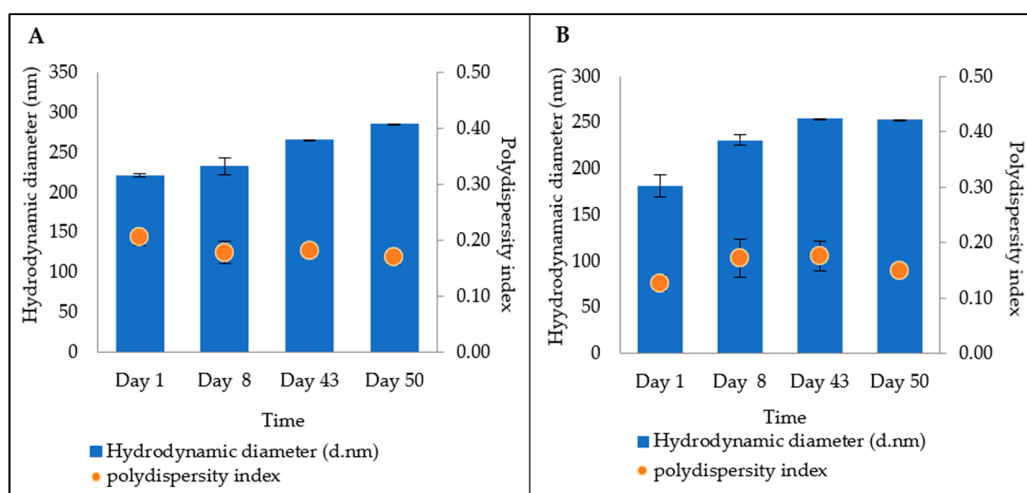 A
350
300
250
200
150
100
50
0
Hydrodynamic diameter (nm)
0.50
0.40
0.30
0.20
0.10
0.00
Polydispersity index
Day 1
Day 8
Day 43
Day 50
Time
Hydrodynamic diameter (d.nm)
polydispersity index
B
300
250
200
150
100
50
0
Hyydrodynamaic diameter (nm)
0.50
0.40
0.30
0.20
0.10
0.00
Polydispersity index
Day 1
Day 8
Day 43
Day 50
Time
Hydrodynamic diameter (d.nm)
polydispersity index